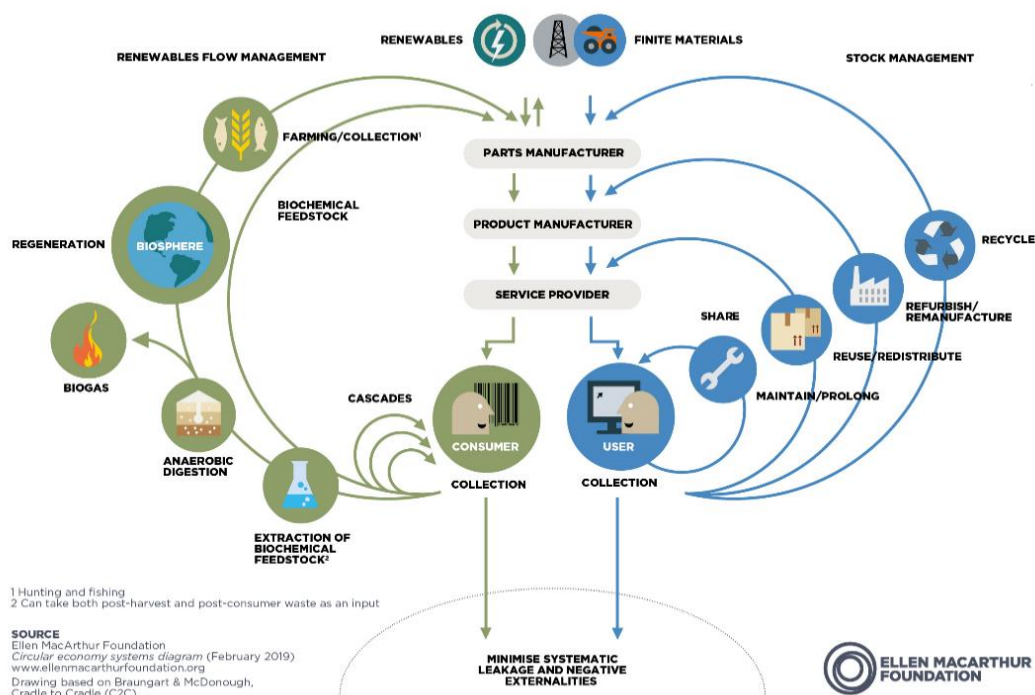 RENEWABLES
FINITE MATERIALS
RENEWABLES FLOW MANAGEMENT
STOCK MANAGEMENT
FARMING/COLLECTION¹
PARTS MANUFACTURER
BIOCHEMICAL
FEEDSTOCK
PRODUCT MANUFACTURER
REGENERATION
BIOSPHERE
RECYCLE
SERVICE PROVIDER
REFURBISH/
REMANUFACTURE
SHARE
REUSE/REDISTRIBUTE
BIOGAS
MAINTAIN/PROLONG
CASCADES
CONSUMER
USER
ANAEROBIC
DIGESTION
COLLECTION
COLLECTION
EXTRACTION OF
BIOCHEMICAL
FEEDSTOCK²
1 Hunting and fishing
2 Can take both post-harvest and post-consumer waste as an input
SOURCE
Ellen MacArthur Foundation
Circular economy systems diagram (February 2019)
www.ellenmacarthurfoundation.org
Drawing based on Braungart & McDonough,
Cradle to Cradle (C2C)
MINIMISE SYSTEMATIC
LEAKAGE AND NEGATIVE
EXTERNALITIES
ELLEN MACARTHUR
FOUNDATION